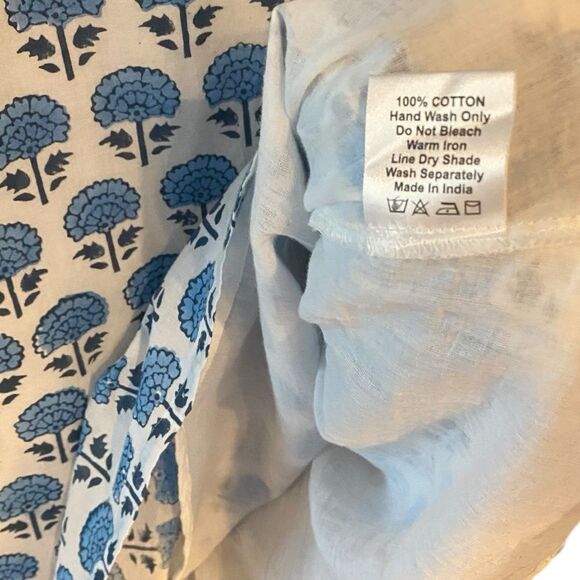 100% COTTON
Hand Wash Only
Do Not Bleach
Warm Iron
Line Dry Shade
Wash Separately
Made in India